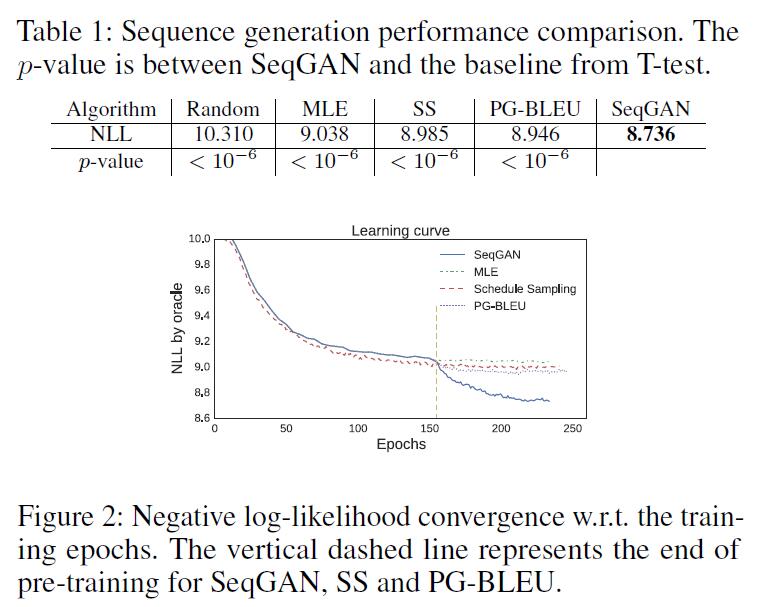 Table 1: Sequence generation performance comparison. The
p-value is between SeqGAN and the baseline from T-test.
Algorithm Random MLE SS PG-BLEU SeqGAN
NLL 10.310 9.038 8.985 8.946 8.736
p-value < 10⁻⁶ < 10⁻⁶ < 10⁻⁶ < 10⁻⁶
Learning curve
10.0
9.8
9.6
9.4
9.2
9.0
8.8
8.6
NLL by oracle
SeqGAN
MLE
Schedule Sampling
PG-BLEU
0 50 100 150 200 250
Epochs
Figure 2: Negative log-likelihood convergence w.r.t. the train-
ing epochs. The vertical dashed line represents the end of
pre-training for SeqGAN, SS and PG-BLEU.